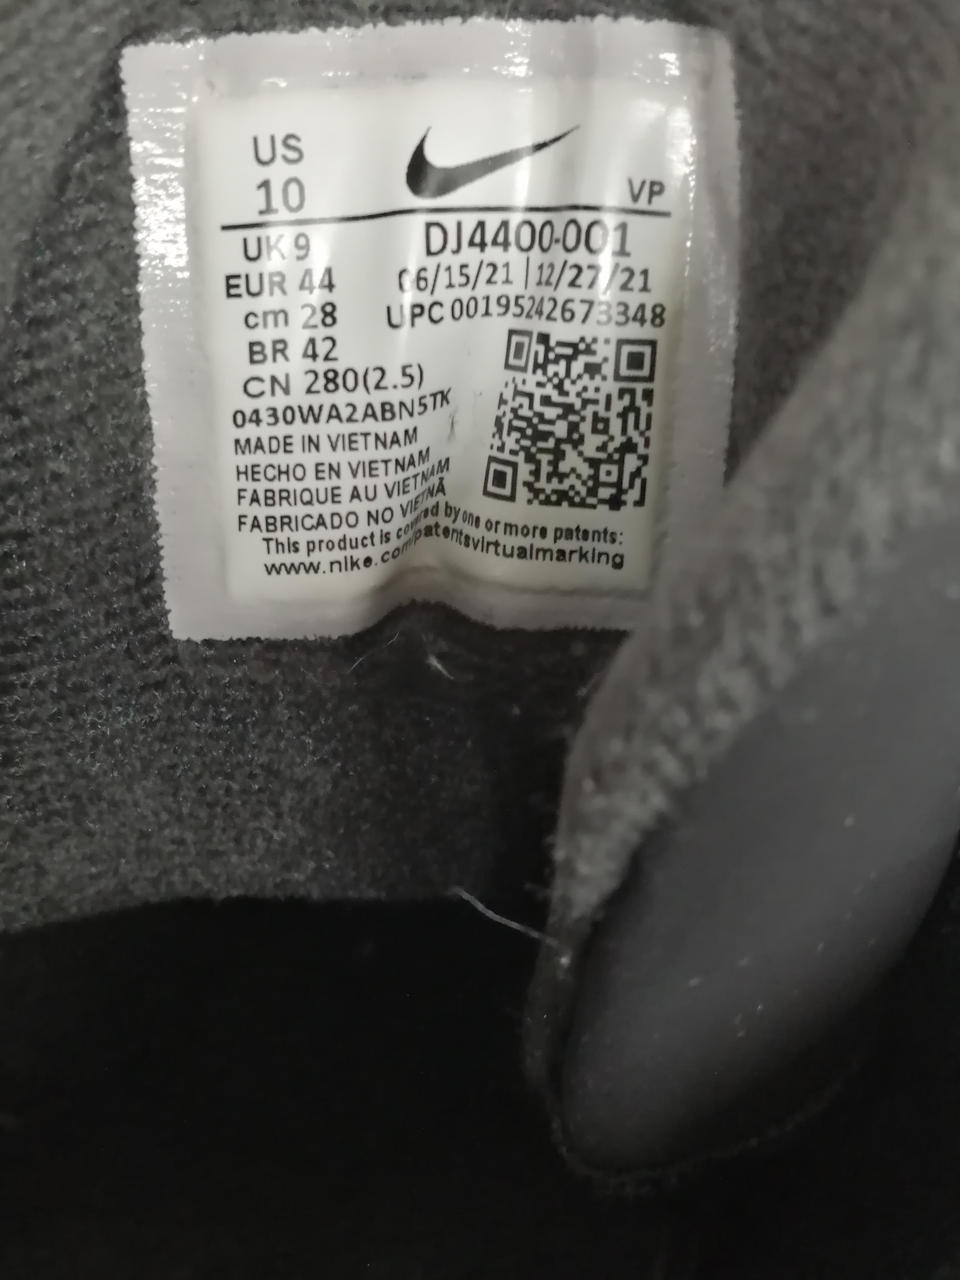 US
10
VP
UK 9
DJ4400-001
EUR 44
06/15/21 | 12/27/21
cm 28
UPC 00195242673348
BR 42
CN 280(2.5)
0430WA2ABN5TK
MADE IN VIETNAM
HECHO EN VIETNAM
FABRIQUE AU VIETNAM
FABRICADO NO VIETNÃ
This product is covered by one or more patents:
www.nike.com/patentsvirtualmarking